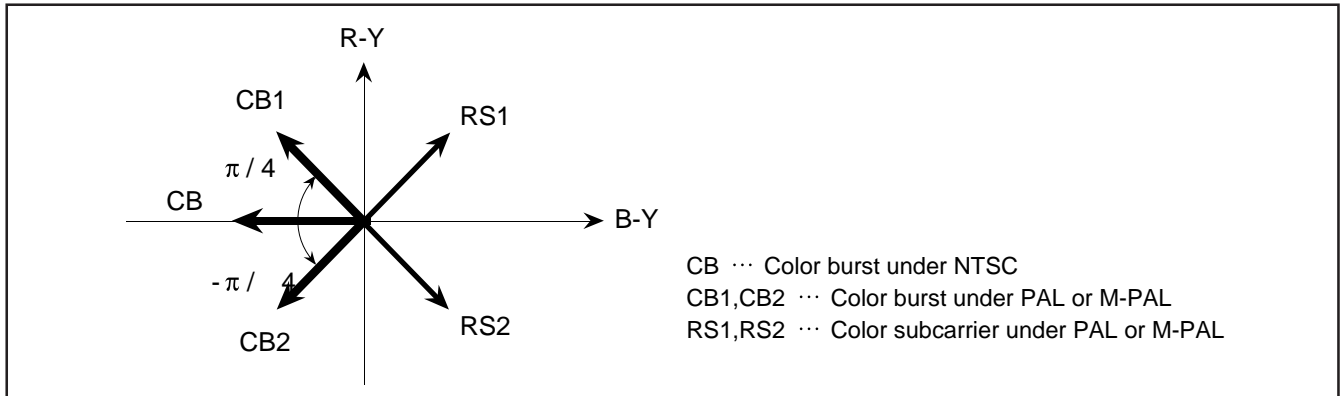 R-Y
CB1
RS1
π / 4
CB
B-Y
- π / 4
CB2
RS2
CB ··· Color burst under NTSC
CB1,CB2 ··· Color burst under PAL or M-PAL
RS1,RS2 ··· Color subcarrier under PAL or M-PAL